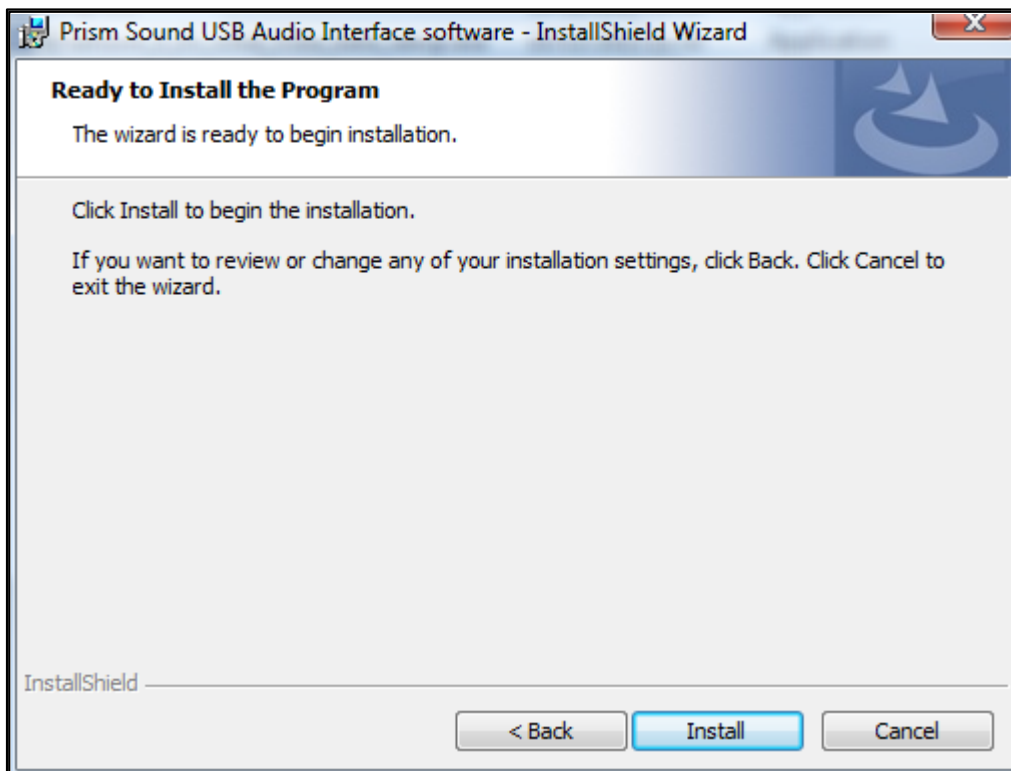 Prism Sound USB Audio Interface software - InstallShield Wizard
Ready to Install the Program
The wizard is ready to begin installation.
Click Install to begin the installation.
If you want to review or change any of your installation settings, click Back. Click Cancel to
exit the wizard.
InstallShield
< Back
Install
Cancel